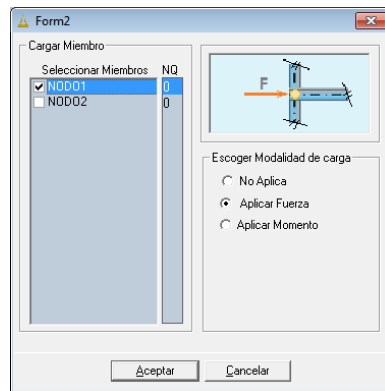 Form2
Cargar Miembro
Seleccionar Miembros NQ
NODO1 0
NODO2 0
F
Escoger Modalidad de carga
No Aplica
Aplicar Fuerza
Aplicar Momento
Aceptar Cancelar